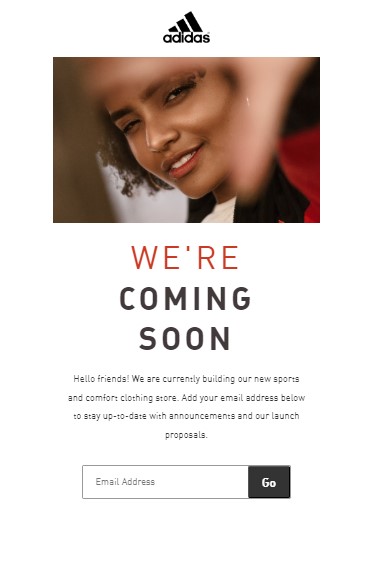 adidas
WE'RE
COMING
SOON
Hello friends! We are currently building our new sports
and comfort clothing store. Add your email address below
to stay up-to-date with announcements and our launch
proposals.
Email Address
Go